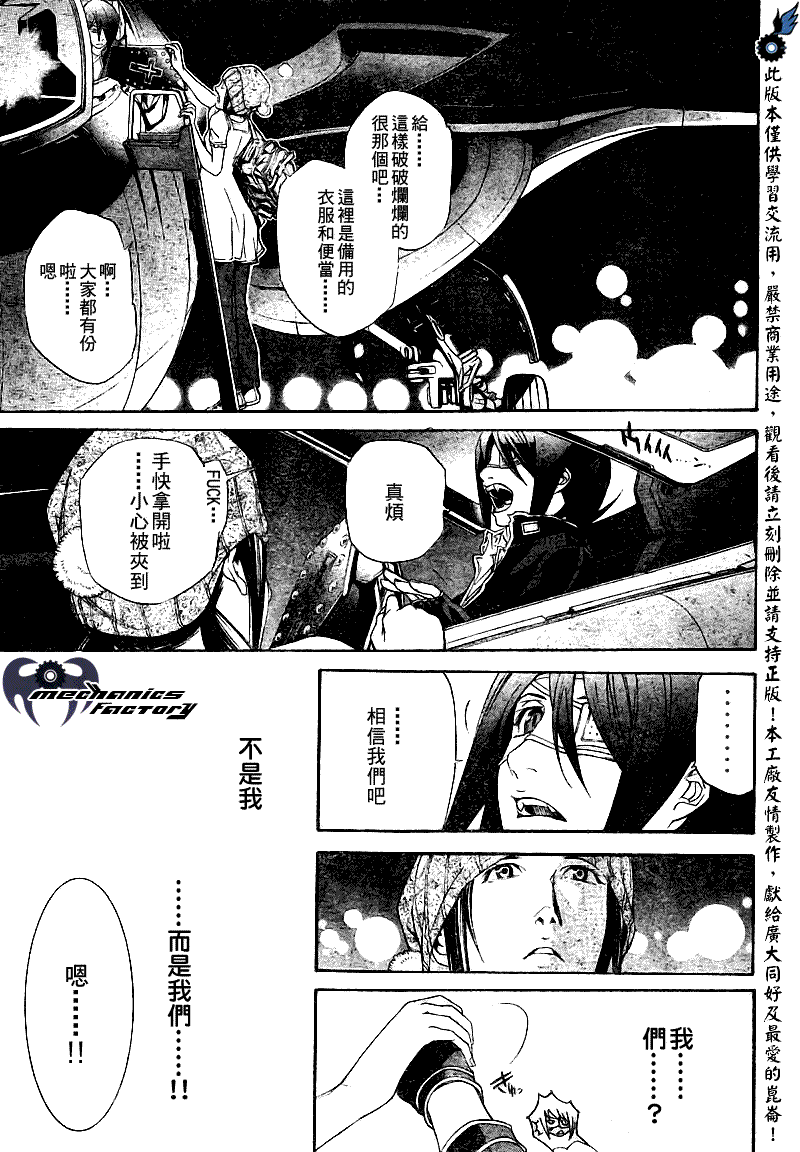 給……
這樣破破爛爛的
很那個吧……
這裡是備用的
衣服和便當……
啊……
大家都有份
啦……
嗯
真煩
FUCK…
手快拿開啦
……小心被夾到
………
……
相信我們吧
我……
們……？
ぎゅっ
不是我
……而是我們……!!
嗯……!!
mechanics
factory
此版本僅供學習交流用，嚴禁商業用途，觀看後請立刻刪除並請支持正版！本工廠友情製作，獻給廣大同好及最愛的崑崙！